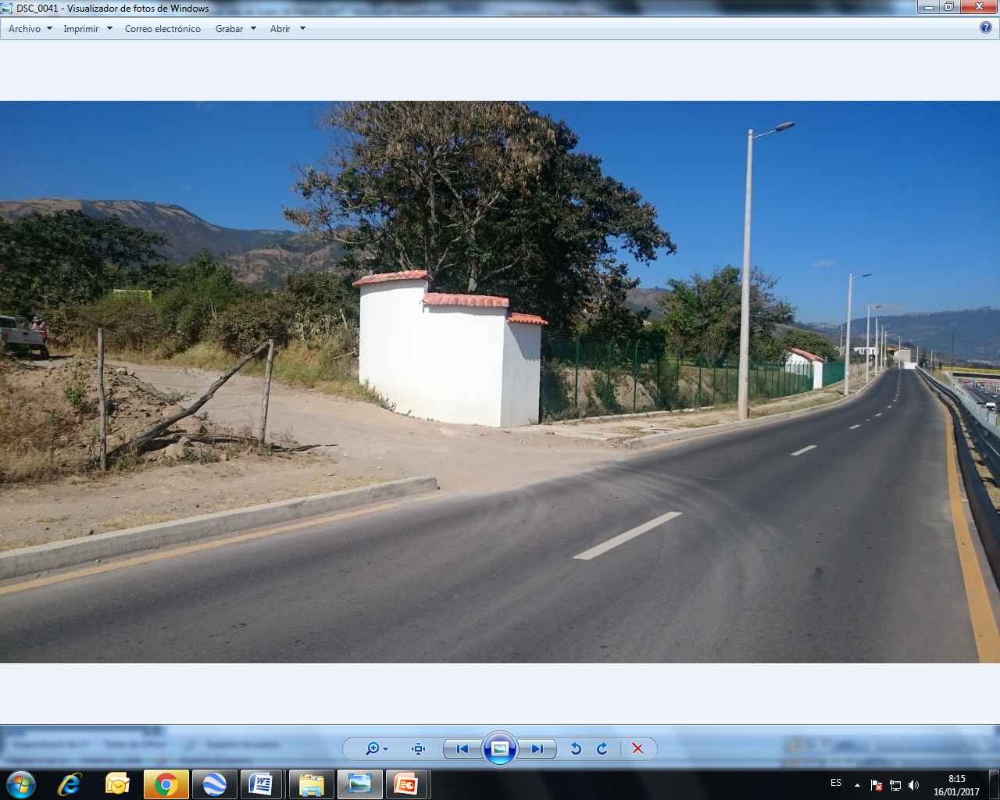 DSC_0041 - Visualizador de fotos de Windows
Archivo Imprimir Correo electrónico Grabar Abrir
ES
8:15
16/01/2017